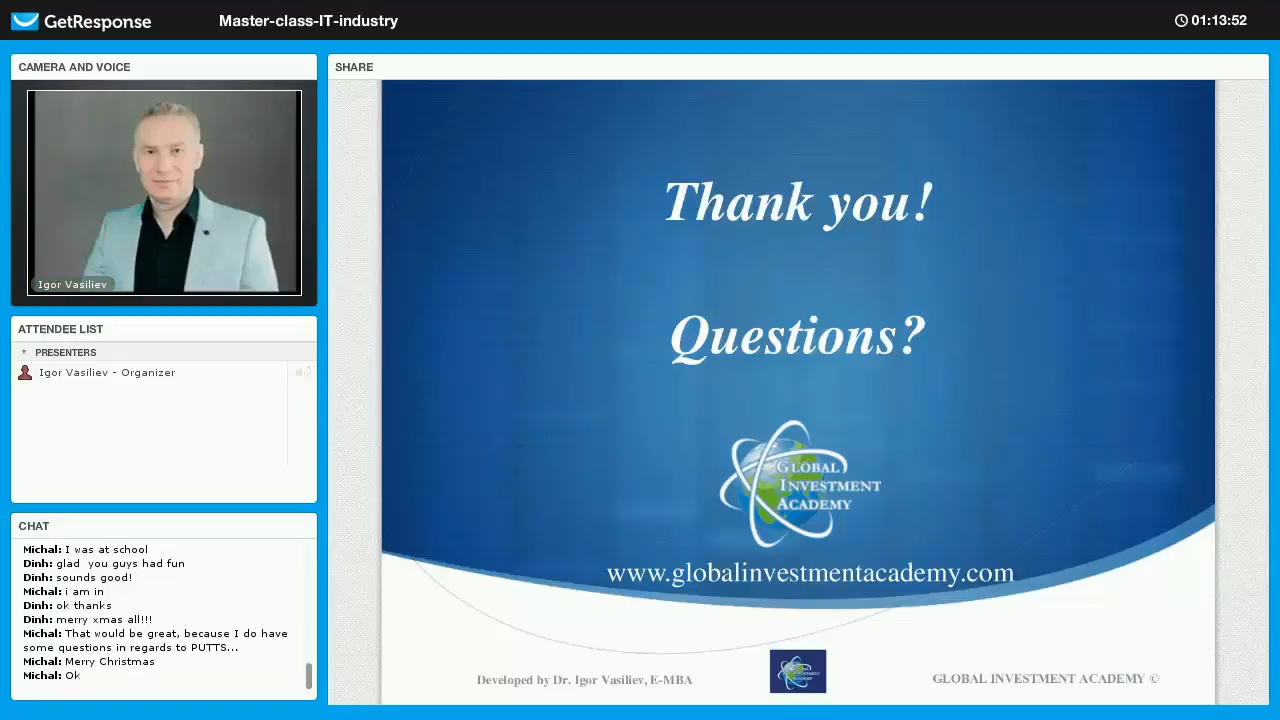 GetResponse
Master-class-IT-industry
01:13:52
CAMERA AND VOICE
Igor Vasiliev
ATTENDEE LIST
PRESENTERS
Igor Vasiliev - Organizer
CHAT
Michal: I was at school
Dinh: glad  you guys had fun
Dinh: sounds good!
Michal: i am in
Dinh: ok thanks
Dinh: merry xmas all!!!
Michal: That would be great, because I do have
some questions in regards to PUTTS...
Michal: Merry Christmas
Michal: Ok
SHARE
Thank you!
Questions?
GLOBAL
INVESTMENT
ACADEMY
www.globalinvestmentacademy.com
Developed by Dr. Igor Vasiliev, E-MBA
GLOBAL
INVESTMENT
ACADEMY
GLOBAL INVESTMENT ACADEMY ©